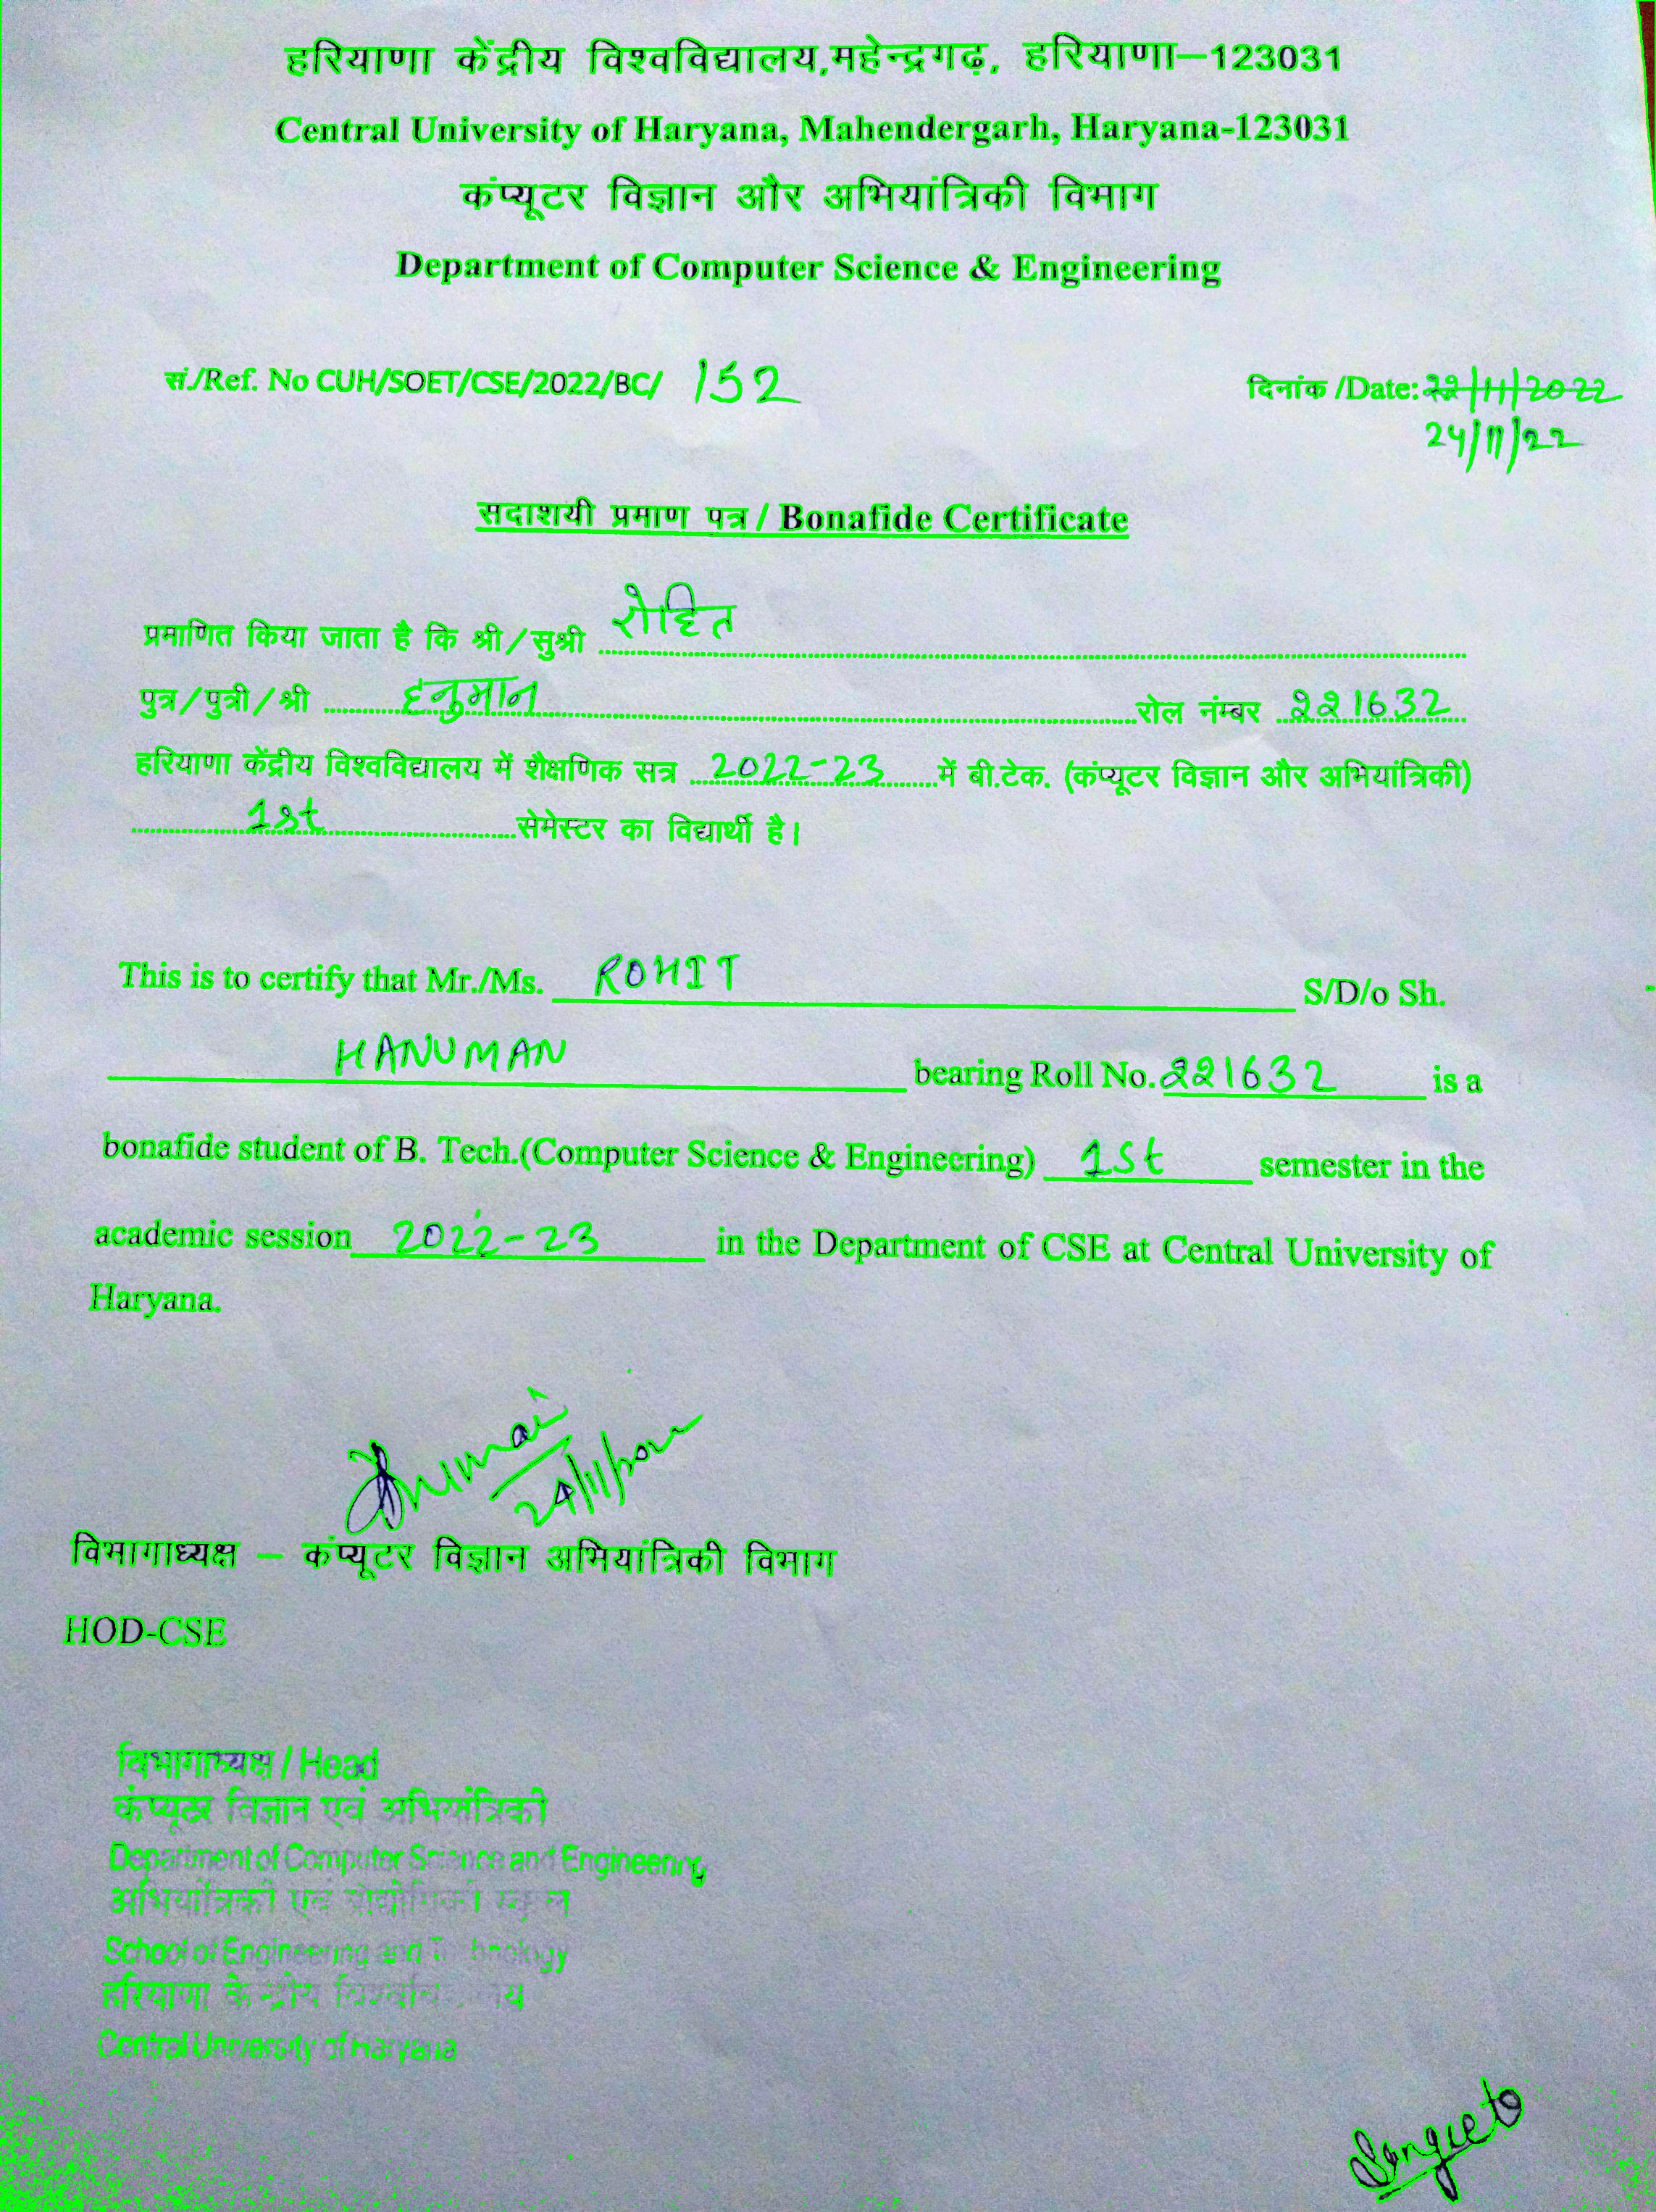 हरियाणा केंद्रीय विश्वविद्यालय,महेन्द्रगढ़, हरियाणा–123031
Central University of Haryana, Mahendergarh, Haryana-123031
कंप्यूटर विज्ञान और अभियांत्रिकी विभाग
Department of Computer Science & Engineering
सं./Ref. No CUH/SOET/CSE/2022/BC/ 152
दिनांक /Date: 22/11/2022
24/11/22
सदाशयी प्रमाण पत्र / Bonafide Certificate
प्रमाणित किया जाता है कि श्री/सुश्री रोहित
पुत्र/पुत्री/श्री हनुमान रोल नंबर 221632
हरियाणा केंद्रीय विश्वविद्यालय में शैक्षणिक सत्र 2022-23 में बी.टेक. (कंप्यूटर विज्ञान और अभियांत्रिकी)
1st सेमेस्टर का विद्यार्थी है।
This is to certify that Mr./Ms. ROHIT S/D/o Sh.
HANUMAN bearing Roll No. 221632 is a
bonafide student of B. Tech.(Computer Science & Engineering) 1st semester in the
academic session 2022-23 in the Department of CSE at Central University of
Haryana.
24/11/2022
विभागाध्यक्ष – कंप्यूटर विज्ञान अभियांत्रिकी विभाग
HOD-CSE
विभागाध्यक्ष / Head
कंप्यूटर विज्ञान एवं अभियांत्रिकी
Department of Computer Science and Engineering
अभियांत्रिकी एवं प्रौद्योगिकी स्कूल
School of Engineering and Technology
हरियाणा केन्द्रीय विश्वविद्यालय
Central University of Haryana